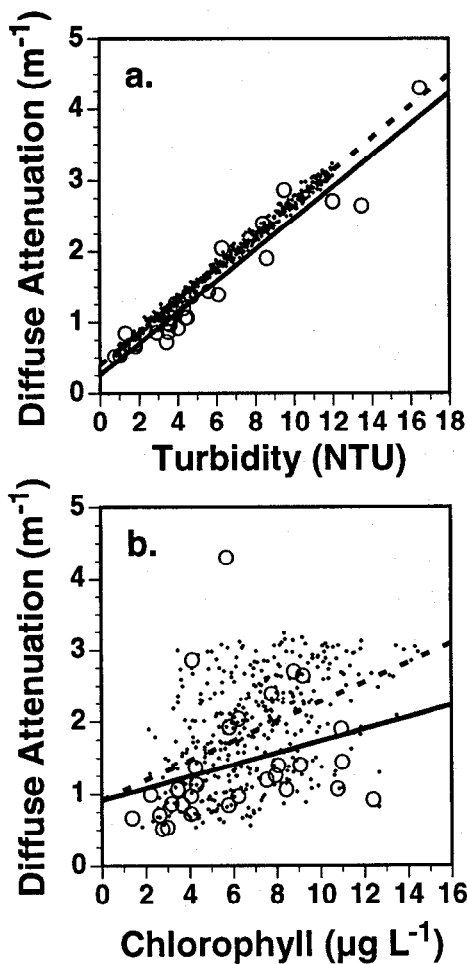 Diffuse Attenuation (m⁻¹)
5
4
3
2
1
0
a.
0 2 4 6 8 10 12 14 16 18
Turbidity (NTU)
Diffuse Attenuation (m⁻¹)
5
4
3
2
1
0
b.
0 2 4 6 8 10 12 14 16
Chlorophyll (µg L⁻¹)